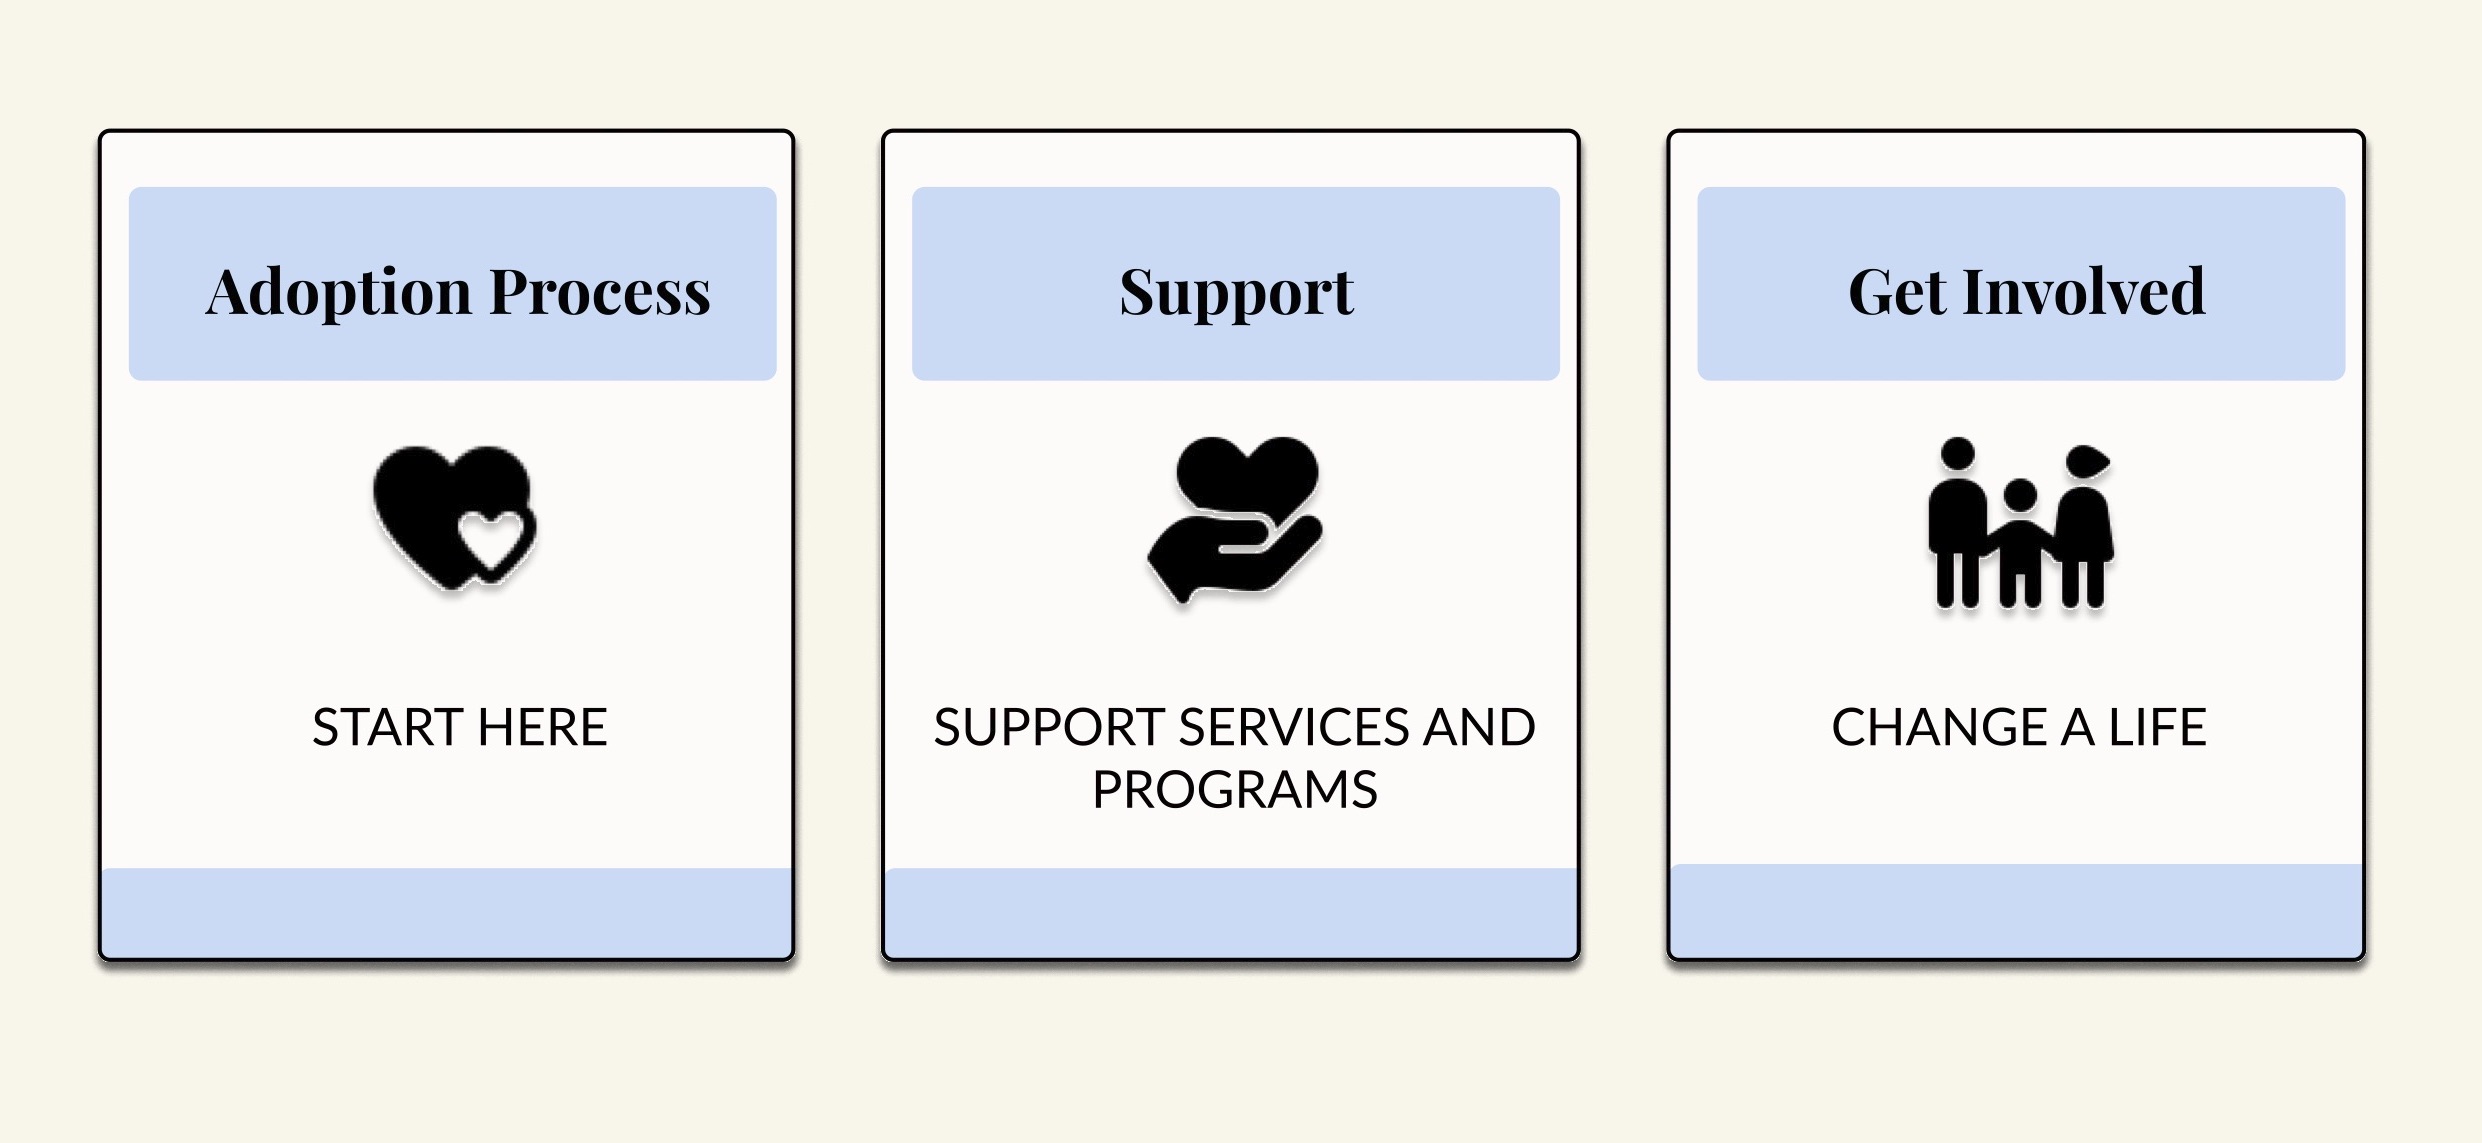 Adoption Process
START HERE
Support
SUPPORT SERVICES AND
PROGRAMS
Get Involved
CHANGE A LIFE